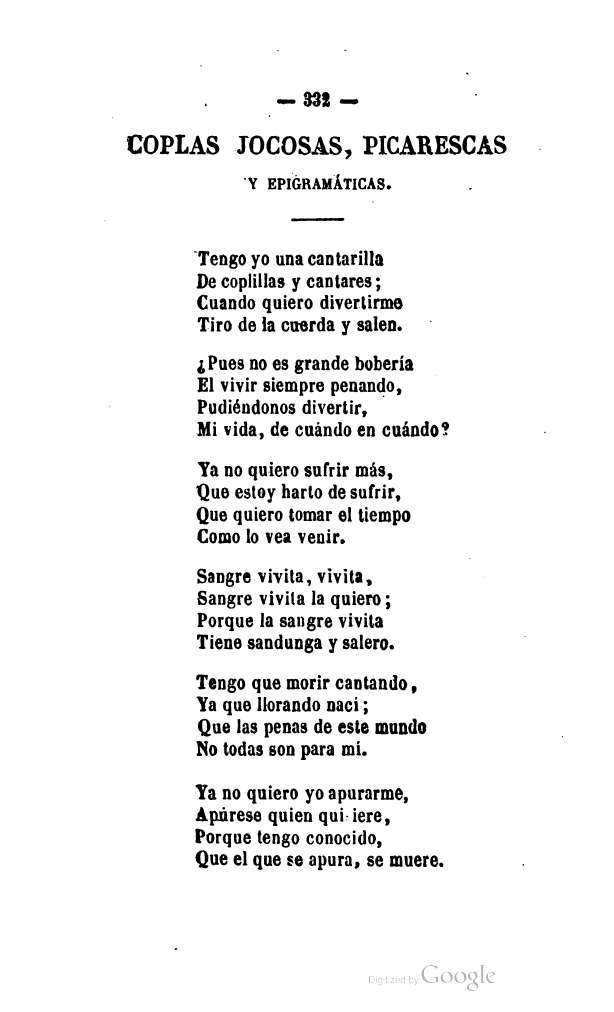 — 332 —
COPLAS JOCOSAS, PICARESCAS
Y EPIGRAMÁTICAS.
Tengo yo una cantarilla
De coplillas y cantares;
Cuando quiero divertirme
Tiro de la cuerda y salen.
¿Pues no es grande bobería
El vivir siempre penando,
Pudiéndonos divertir,
Mi vida, de cuándo en cuándo?
Ya no quiero sufrir más,
Que estoy harto de sufrir,
Que quiero tomar el tiempo
Como lo vea venir.
Sangre vivita, vivita,
Sangre vivita la quiero;
Porque la sangre vivita
Tiene sandunga y salero.
Tengo que morir cantando,
Ya que llorando nací;
Que las penas de este mundo
No todas son para mí.
Ya no quiero yo apurarme,
Apúrese quien quiiere,
Porque tengo conocido,
Que el que se apura, se muere.
Digitized by Google